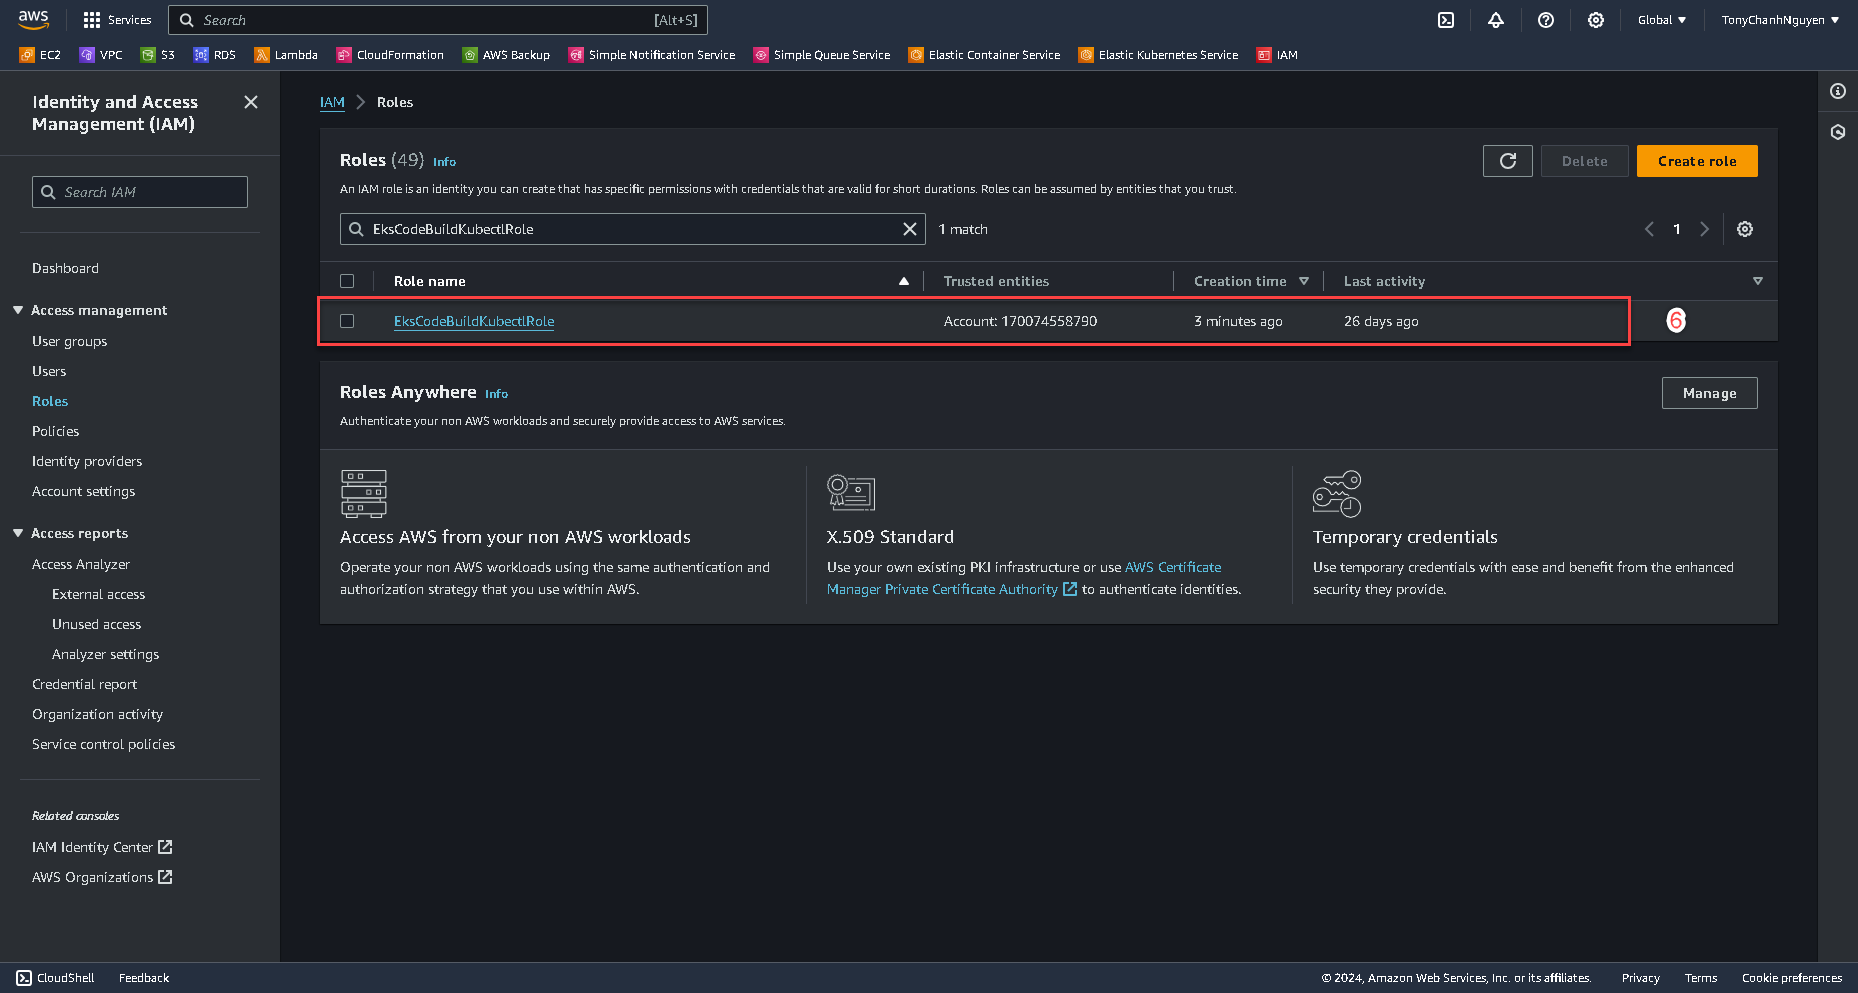 aws
Services
Search
[Alt+S]
Global ▼
TonyChanhNguyen ▼
EC2
VPC
S3
RDS
Lambda
CloudFormation
AWS Backup
Simple Notification Service
Simple Queue Service
Elastic Container Service
Elastic Kubernetes Service
IAM
Identity and Access
Management (IAM)
Search IAM
Dashboard
Access management
User groups
Users
Roles
Policies
Identity providers
Account settings
Access reports
Access Analyzer
External access
Unused access
Analyzer settings
Credential report
Organization activity
Service control policies
Related consoles
IAM Identity Center
AWS Organizations
IAM > Roles
Roles (49) Info
Delete
Create role
An IAM role is an identity you can create that has specific permissions with credentials that are valid for short durations. Roles can be assumed by entities that you trust.
EksCodeBuildKubectlRole
1 match
1
Role name
Trusted entities
Creation time
Last activity
EksCodeBuildKubectlRole
Account: 170074558790
3 minutes ago
26 days ago
6
Roles Anywhere Info
Manage
Authenticate your non AWS workloads and securely provide access to AWS services.
Access AWS from your non AWS workloads
Operate your non AWS workloads using the same authentication and
authorization strategy that you use within AWS.
X.509 Standard
Use your own existing PKI infrastructure or use AWS Certificate
Manager Private Certificate Authority to authenticate identities.
Temporary credentials
Use temporary credentials with ease and benefit from the enhanced
security they provide.
CloudShell
Feedback
© 2024, Amazon Web Services, Inc. or its affiliates.
Privacy
Terms
Cookie preferences